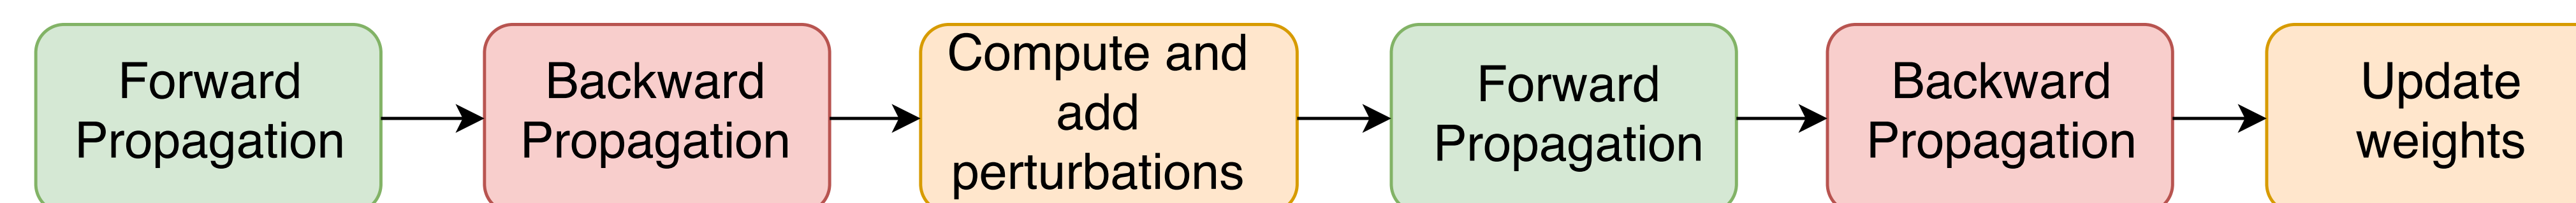 Forward
Propagation
Backward
Propagation
Compute and
add
perturbations
Forward
Propagation
Backward
Propagation
Update
weights